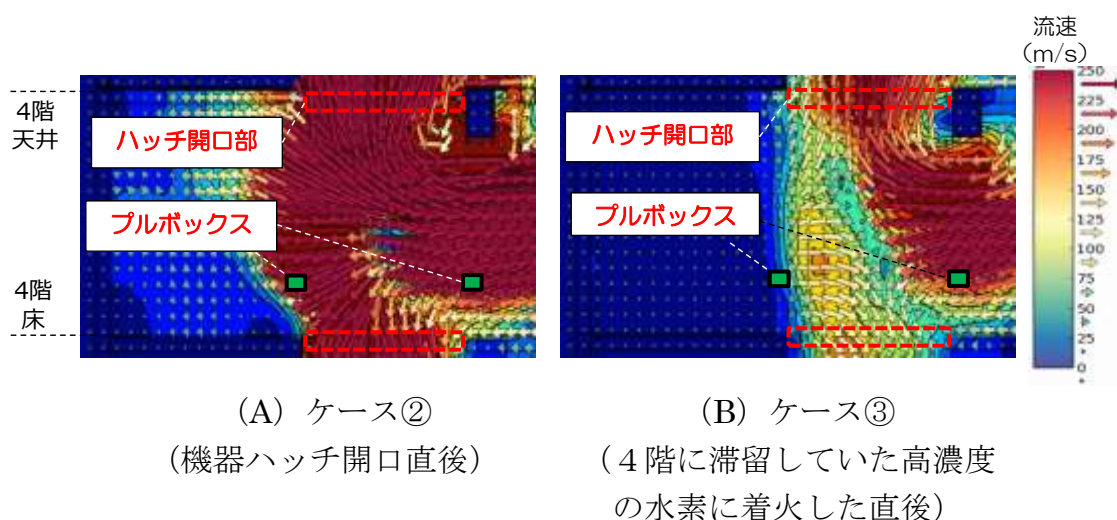 流速
(m/s)
4階
天井
ハッチ開口部
プルボックス
4階
床
ハッチ開口部
プルボックス
250
225
200
175
150
125
100
75
50
25
0
(A) ケース②
(機器ハッチ開口直後)
(B) ケース③
(4階に滞留していた高濃度
の水素に着火した直後)